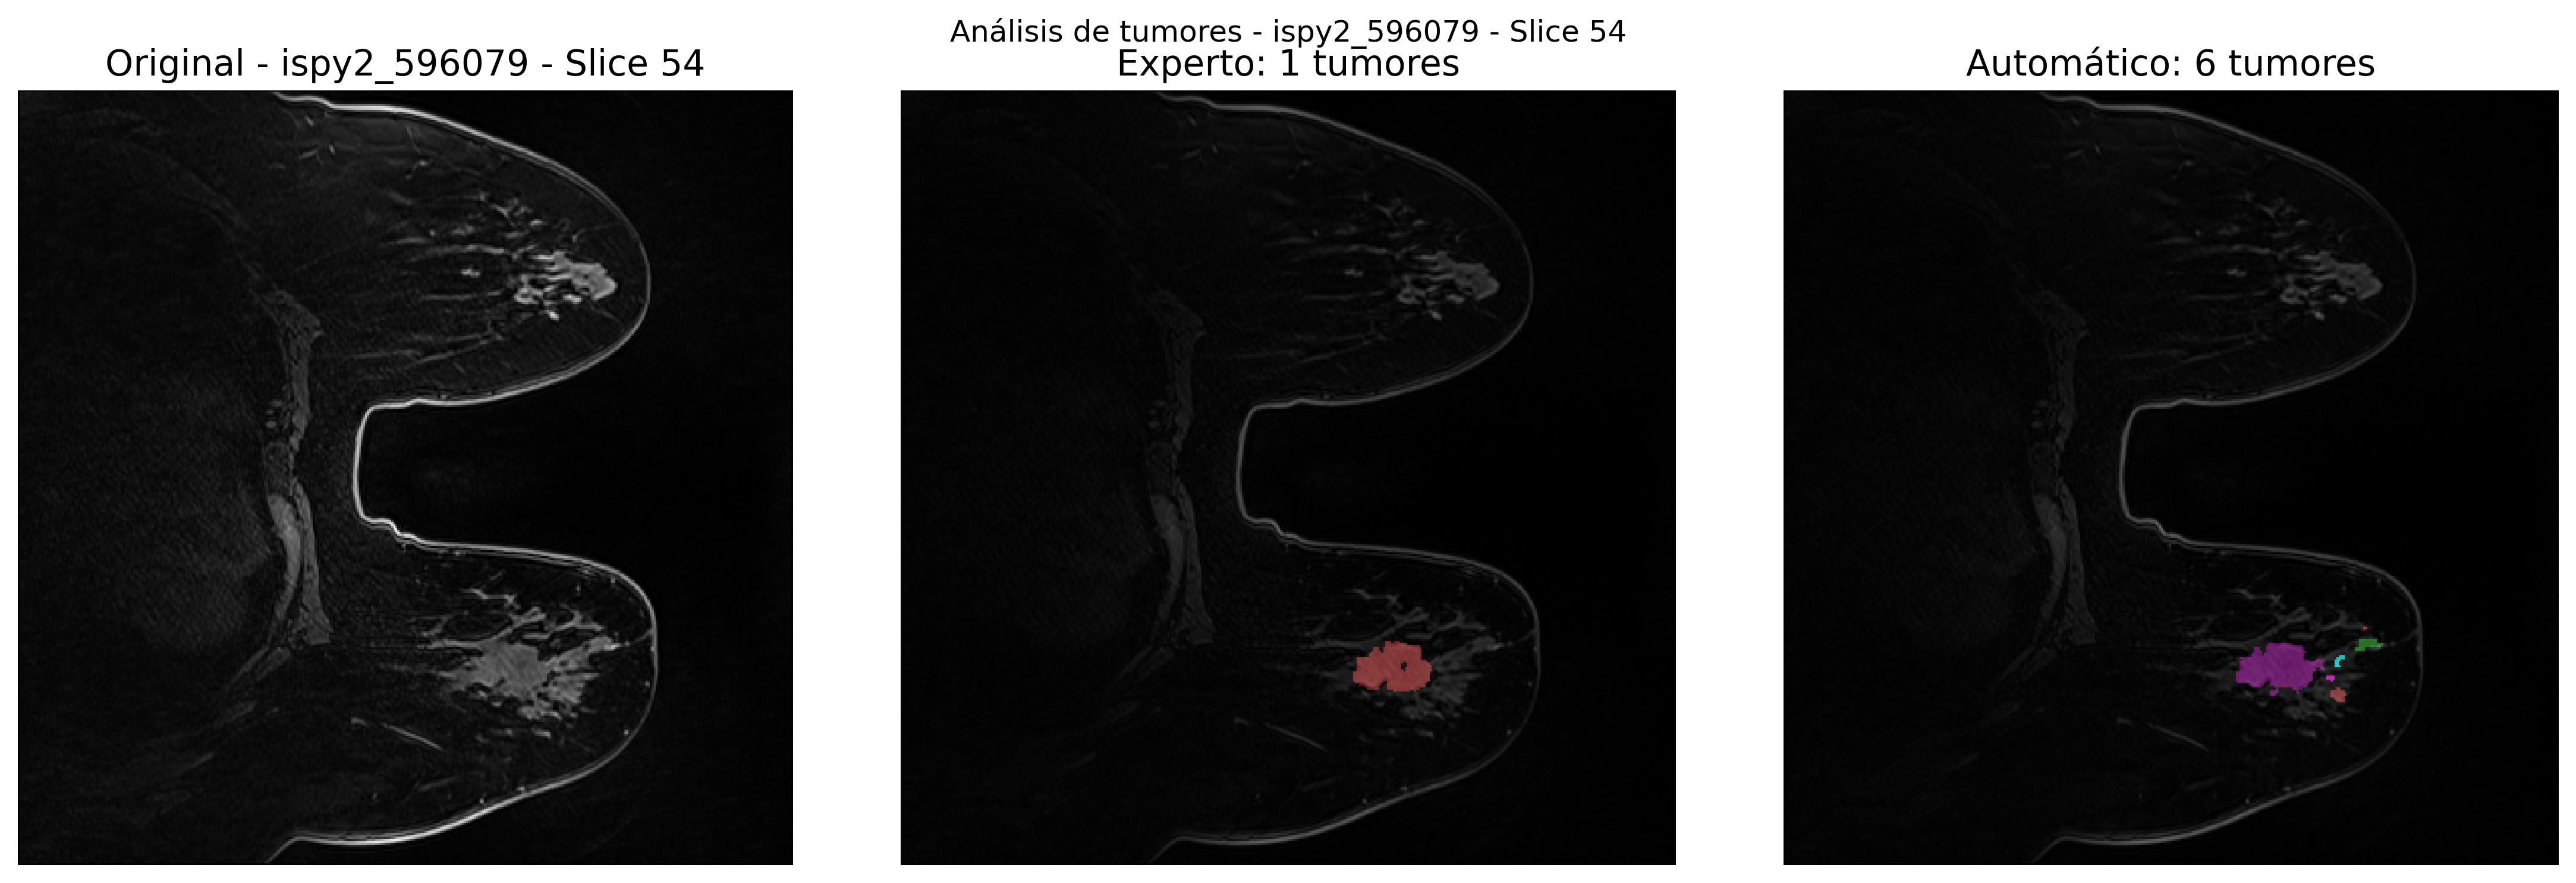 Análisis de tumores - ispy2_596079 - Slice 54
Original - ispy2_596079 - Slice 54
Experto: 1 tumores
Automático: 6 tumores